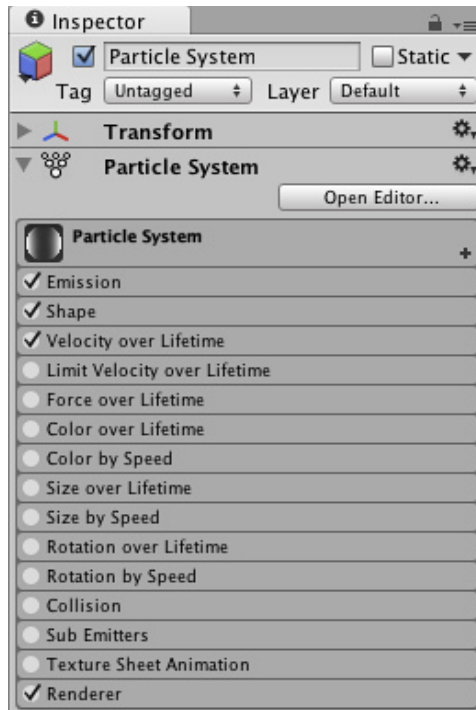 Inspector
Particle System Static
Tag Untagged Layer Default
Transform
Particle System
Open Editor...
Particle System
Emission
Shape
Velocity over Lifetime
Limit Velocity over Lifetime
Force over Lifetime
Color over Lifetime
Color by Speed
Size over Lifetime
Size by Speed
Rotation over Lifetime
Rotation by Speed
Collision
Sub Emitters
Texture Sheet Animation
Renderer